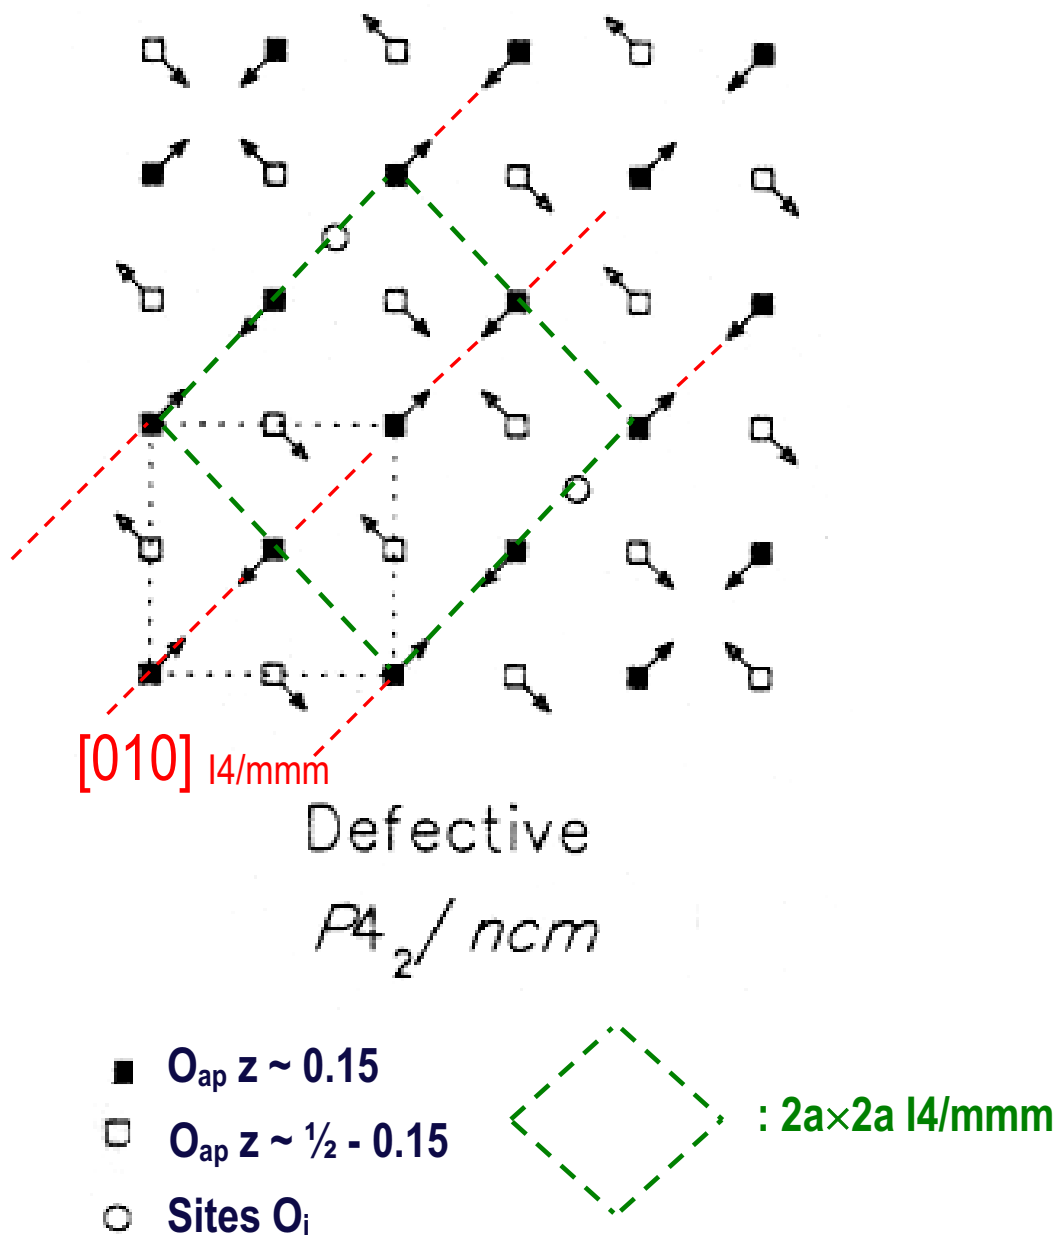 [010] I4/mmm
Defective
P4₂/ ncm
Oap z ~ 0.15
Oap z ~ ½ - 0.15
Sites Oi
: 2a×2a I4/mmm